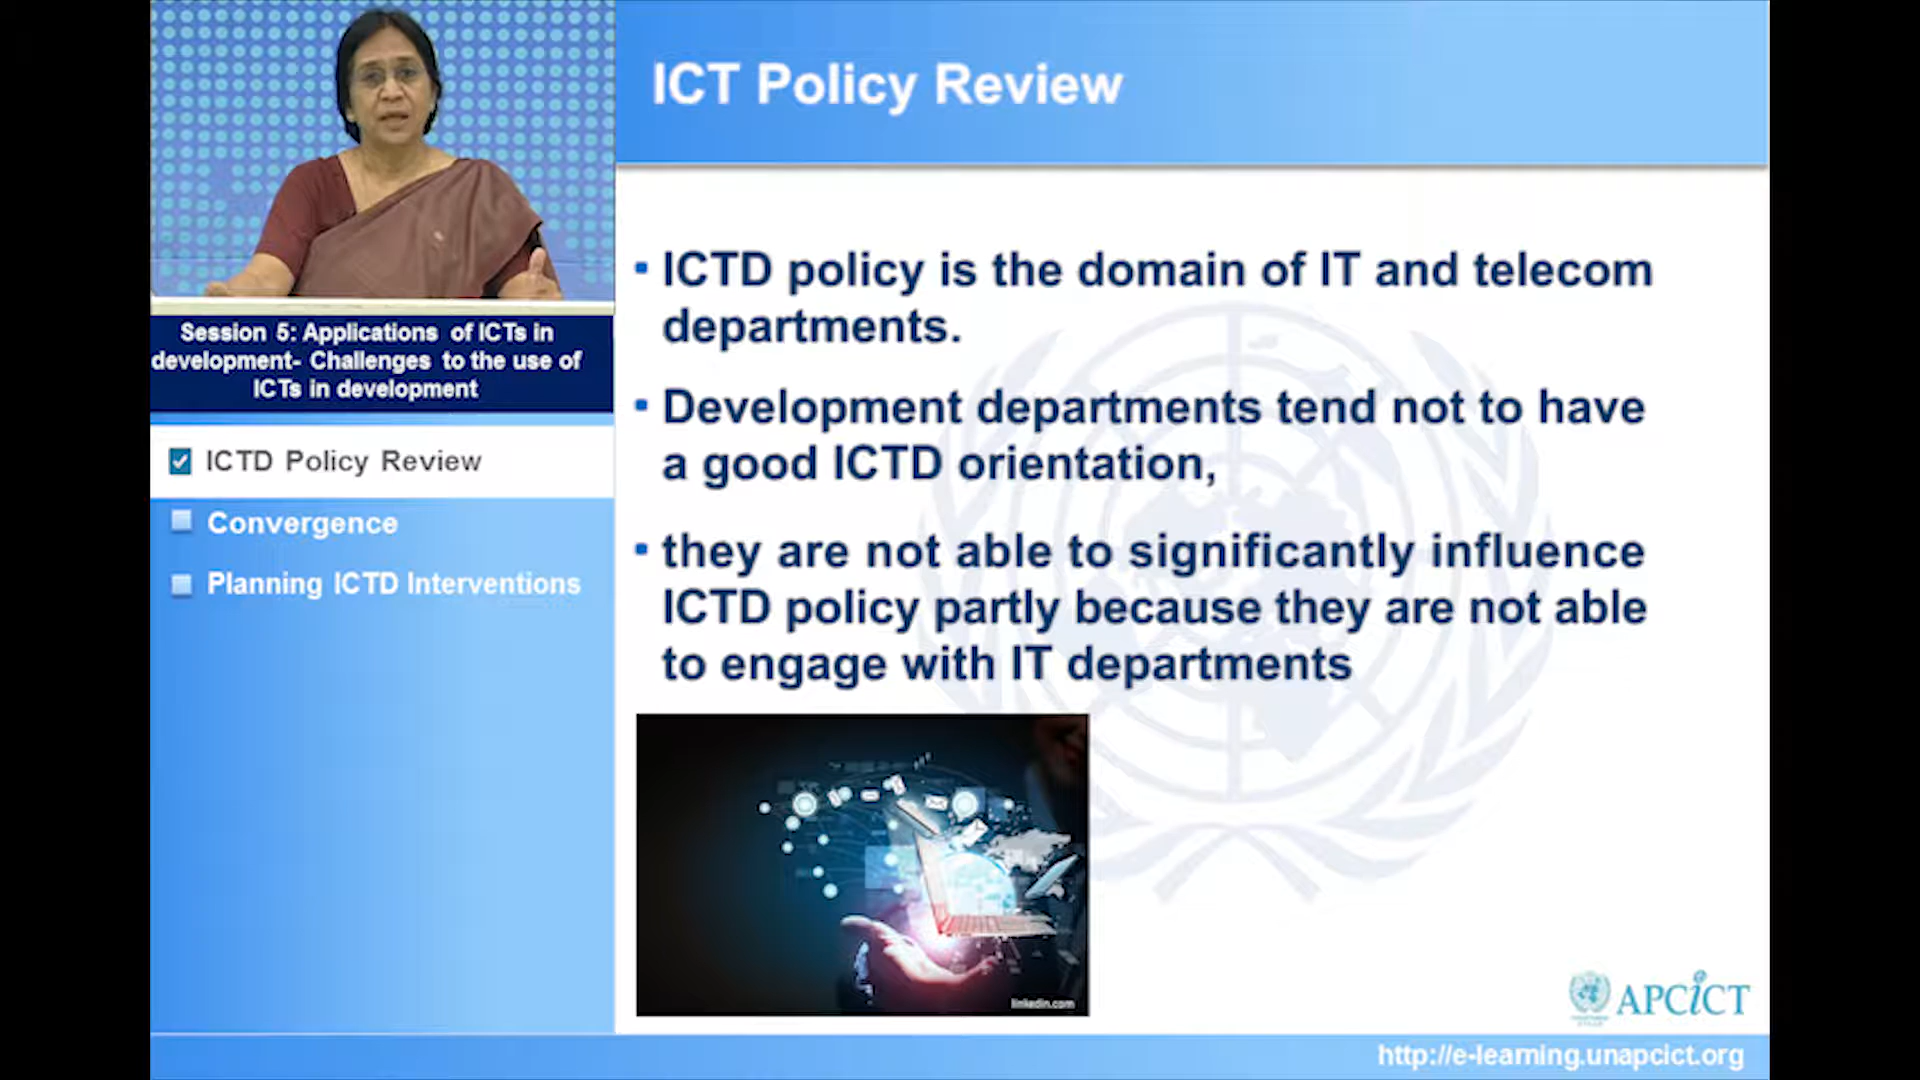 ICT Policy Review
Session 5: Applications of ICTs in
development- Challenges to the use of
ICTs in development
ICTD Policy Review
Convergence
Planning ICTD Interventions
ICTD policy is the domain of IT and telecom
departments.
Development departments tend not to have
a good ICTD orientation,
they are not able to significantly influence
ICTD policy partly because they are not able
to engage with IT departments
linkedin.com
APCiCT
http://e-learning.unapcict.org